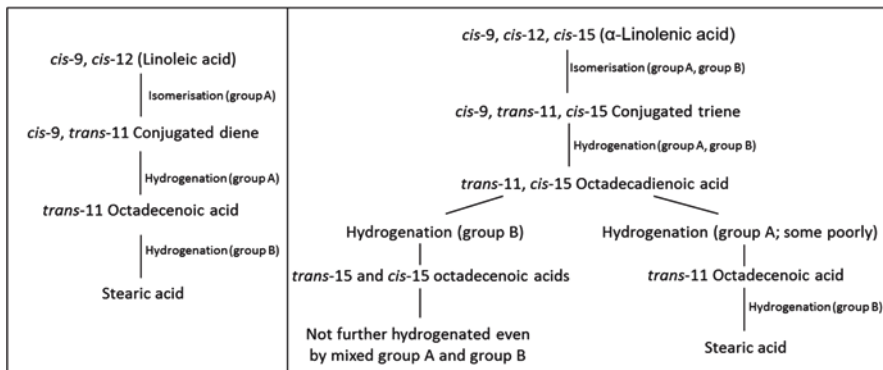 cis-9, cis-12 (Linoleic acid)
Isomerisation (group A)
cis-9, trans-11 Conjugated diene
Hydrogenation (group A)
trans-11 Octadecenoic acid
Hydrogenation (group B)
Stearic acid
cis-9, cis-12, cis-15 (α-Linolenic acid)
Isomerisation (group A, group B)
cis-9, trans-11, cis-15 Conjugated triene
Hydrogenation (group A, group B)
trans-11, cis-15 Octadecadienoic acid
Hydrogenation (group B)
trans-15 and cis-15 octadecenoic acids
Not further hydrogenated even
by mixed group A and group B
Hydrogenation (group A; some poorly)
trans-11 Octadecenoic acid
Hydrogenation (group B)
Stearic acid